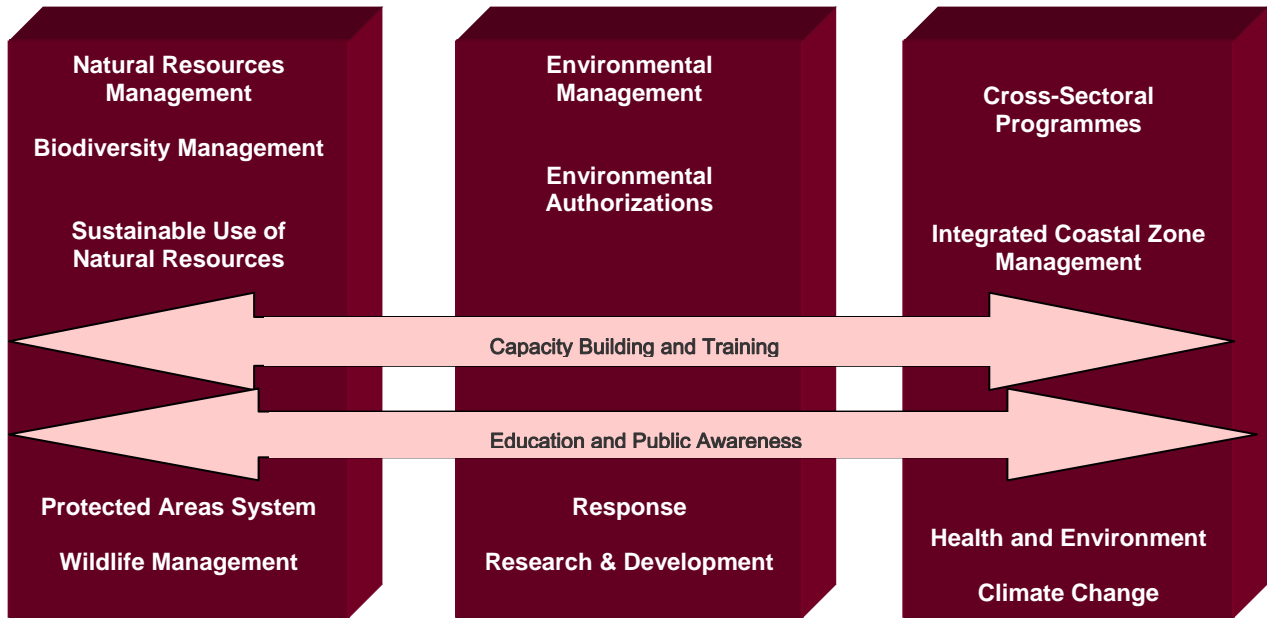 Natural Resources
Management
Biodiversity Management
Sustainable Use of
Natural Resources
Environmental
Management
Environmental
Authorizations
Cross-Sectoral
Programmes
Integrated Coastal Zone
Management
Capacity Building and Training
Education and Public Awareness
Protected Areas System
Wildlife Management
Response
Research & Development
Health and Environment
Climate Change